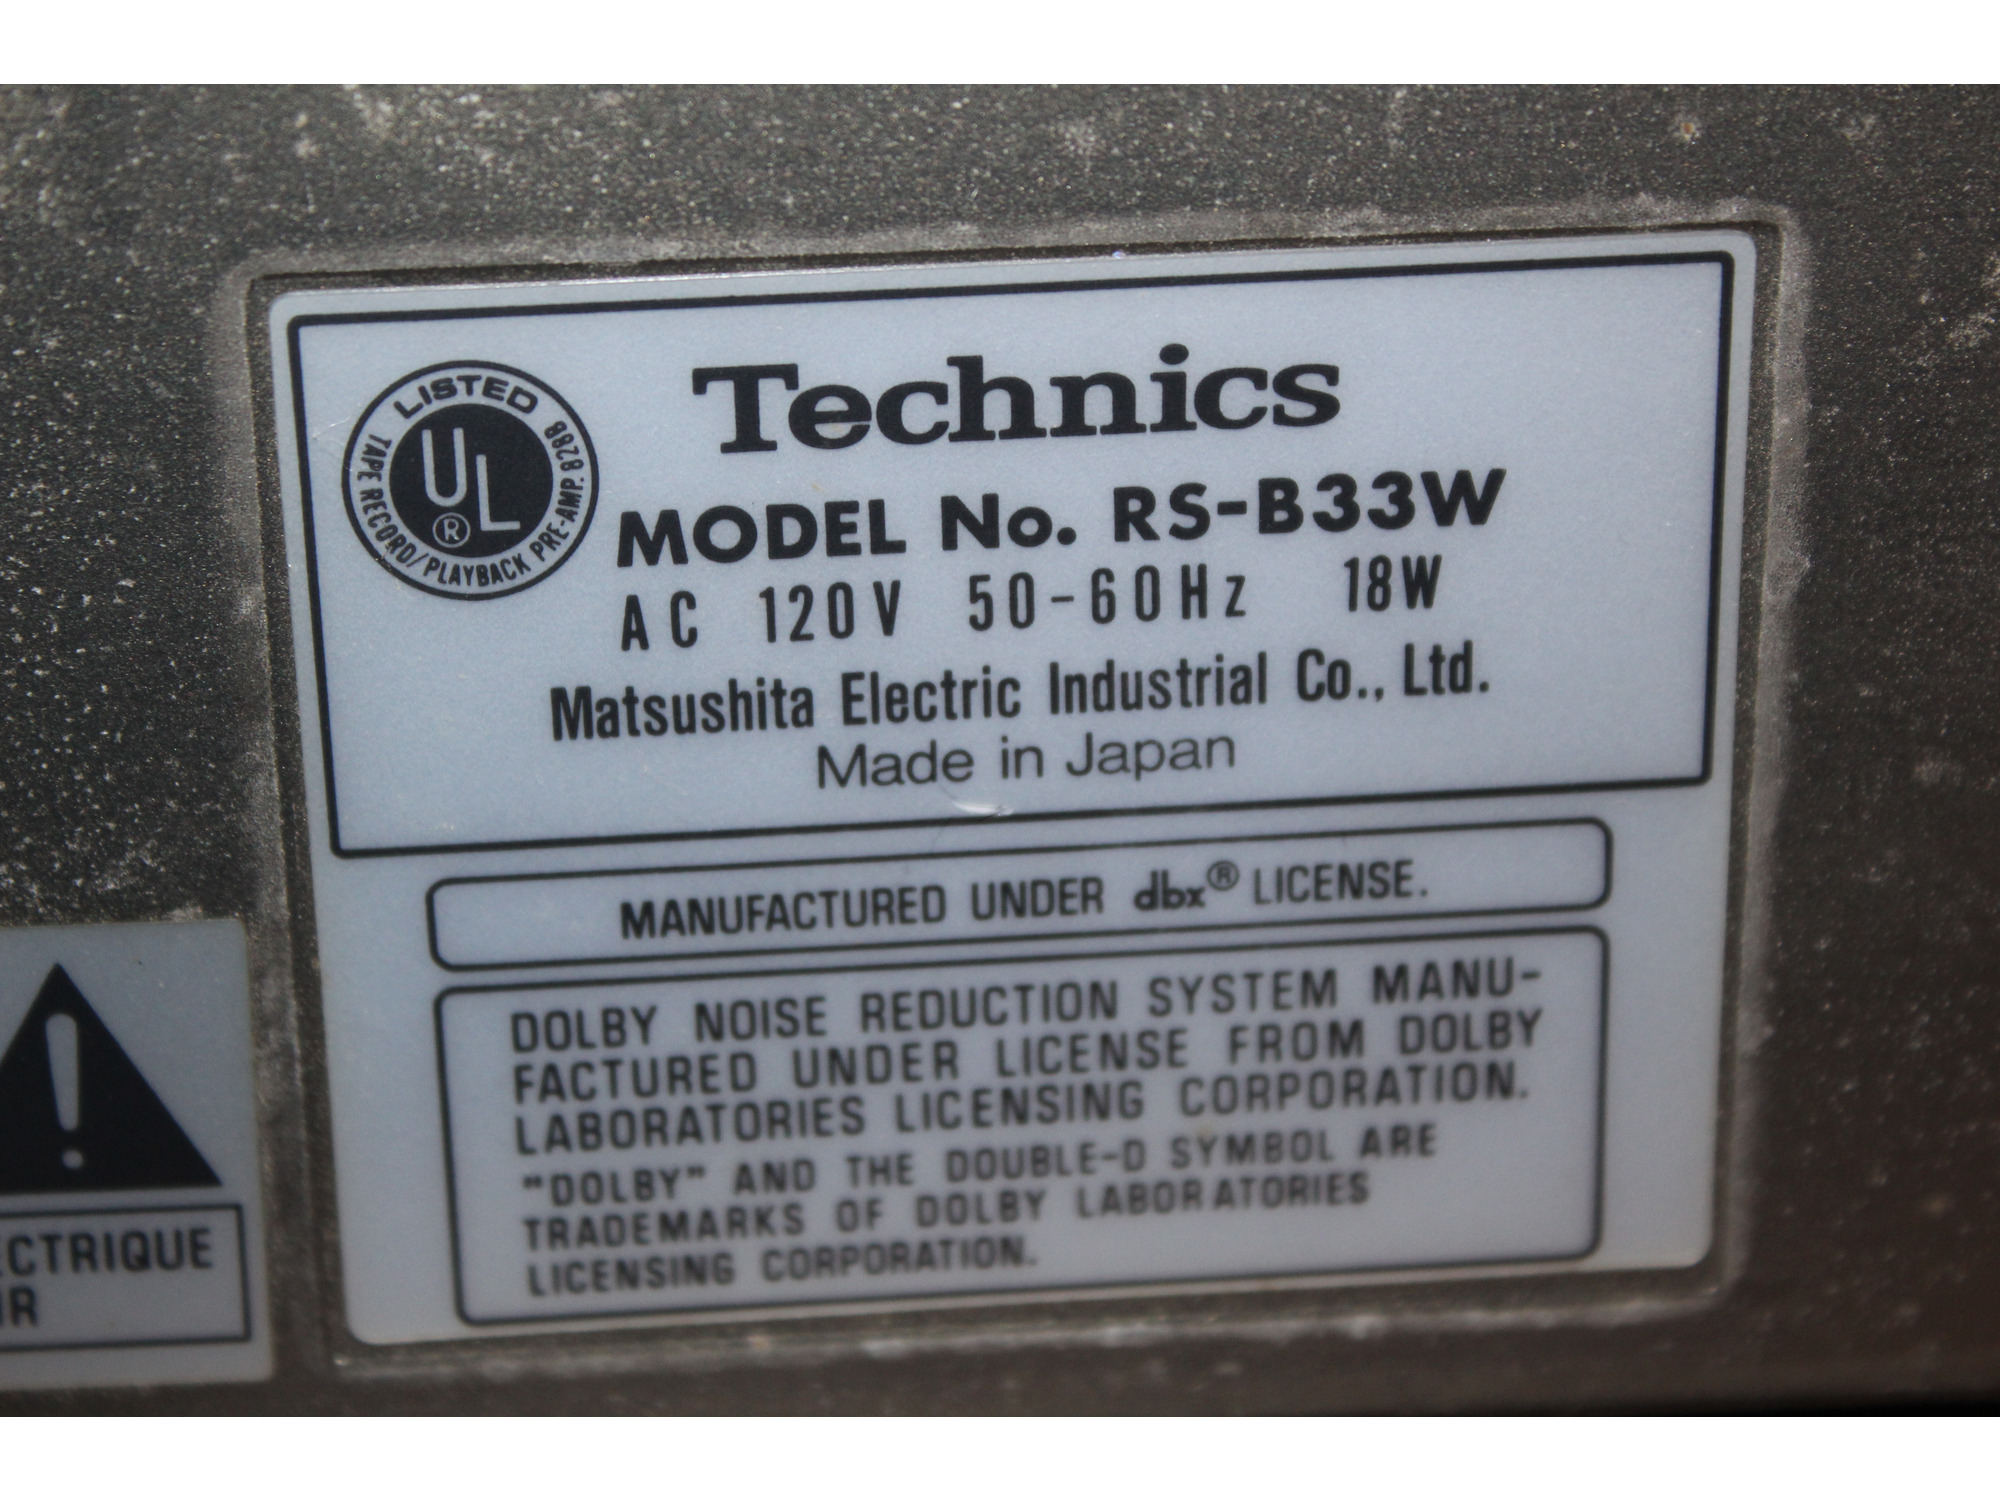 LISTED
UL
®
TAPE RECORD/PLAYBACK PRE-AMP. 828B
Technics
MODEL No. RS-B33W
AC 120V 50-60Hz 18W
Matsushita Electric Industrial Co., Ltd.
Made in Japan
MANUFACTURED UNDER dbx® LICENSE.
DOLBY NOISE REDUCTION SYSTEM MANU-
FACTURED UNDER LICENSE FROM DOLBY
LABORATORIES LICENSING CORPORATION.
"DOLBY" AND THE DOUBLE-D SYMBOL ARE
TRADEMARKS OF DOLBY LABORATORIES
LICENSING CORPORATION.
!
CTRIQUE
IR